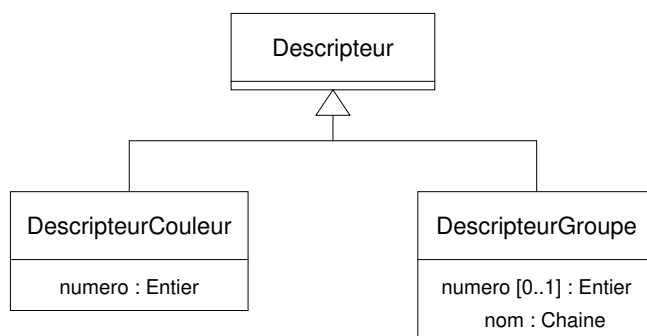 Descripteur
DescripteurCouleur
numero : Entier
DescripteurGroupe
numero [0..1] : Entier
nom : Chaine